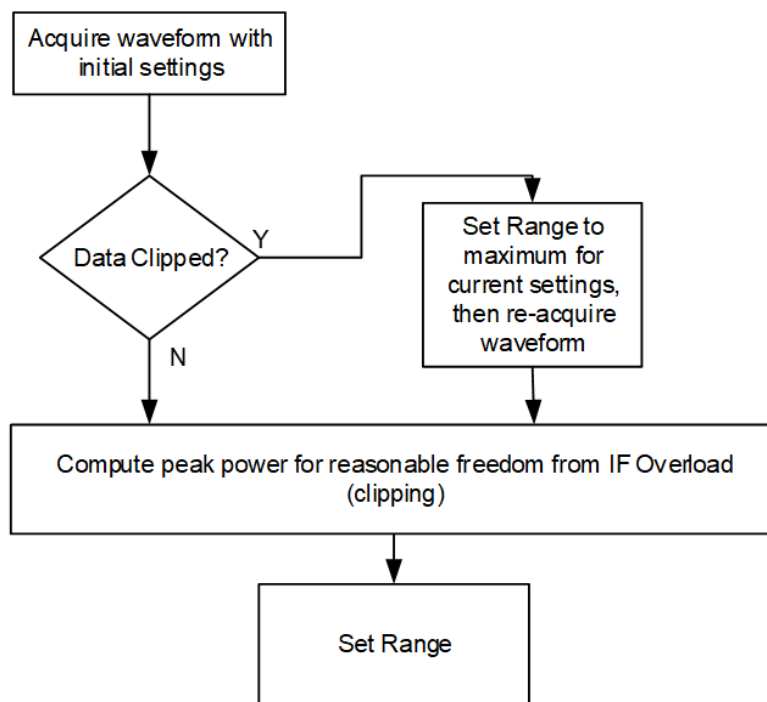 Acquire waveform with
initial settings
Data Clipped?
Y
N
Set Range to
maximum for
current settings,
then re-acquire
waveform
Compute peak power for reasonable freedom from IF Overload
(clipping)
Set Range